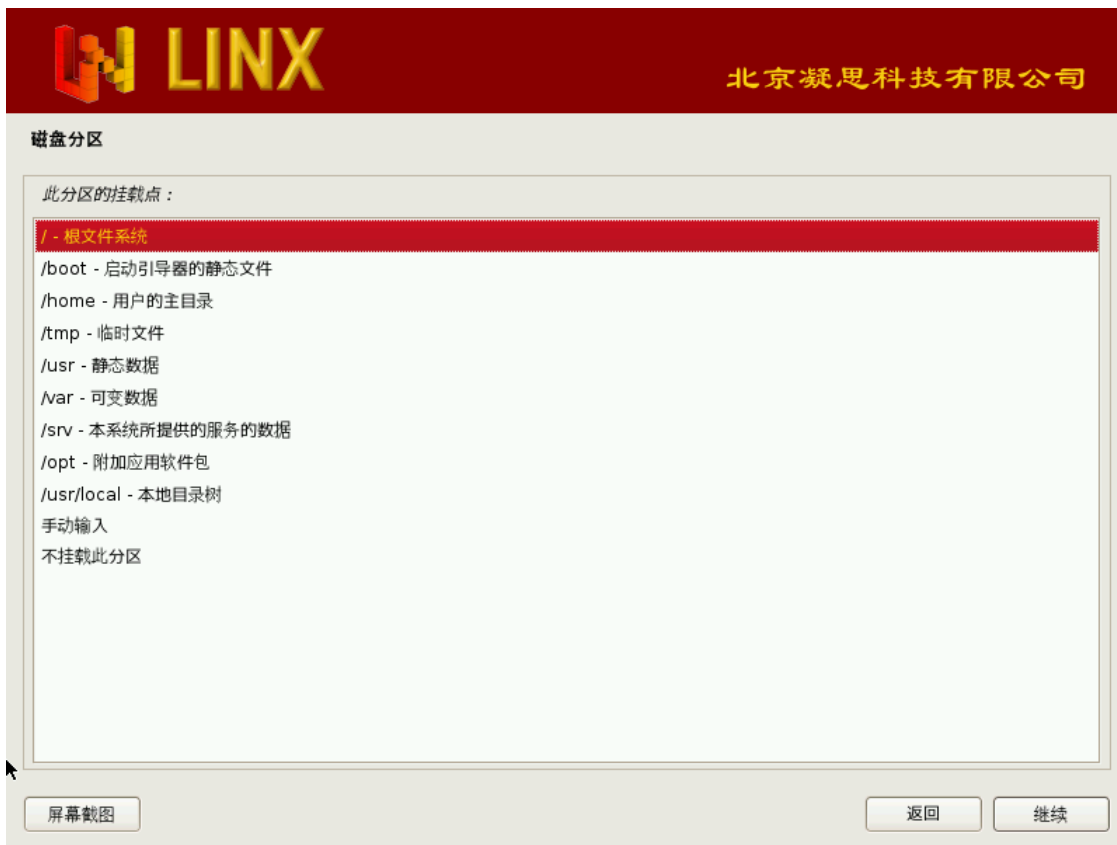 LINX
北京凝思科技有限公司
磁盘分区
此分区的挂载点：
/ - 根文件系统
/boot - 启动引导器的静态文件
/home - 用户的主目录
/tmp - 临时文件
/usr - 静态数据
/var - 可变数据
/srv - 本系统所提供的服务的数据
/opt - 附加应用软件包
/usr/local - 本地目录树
手动输入
不挂载此分区
屏幕截图
返回
继续